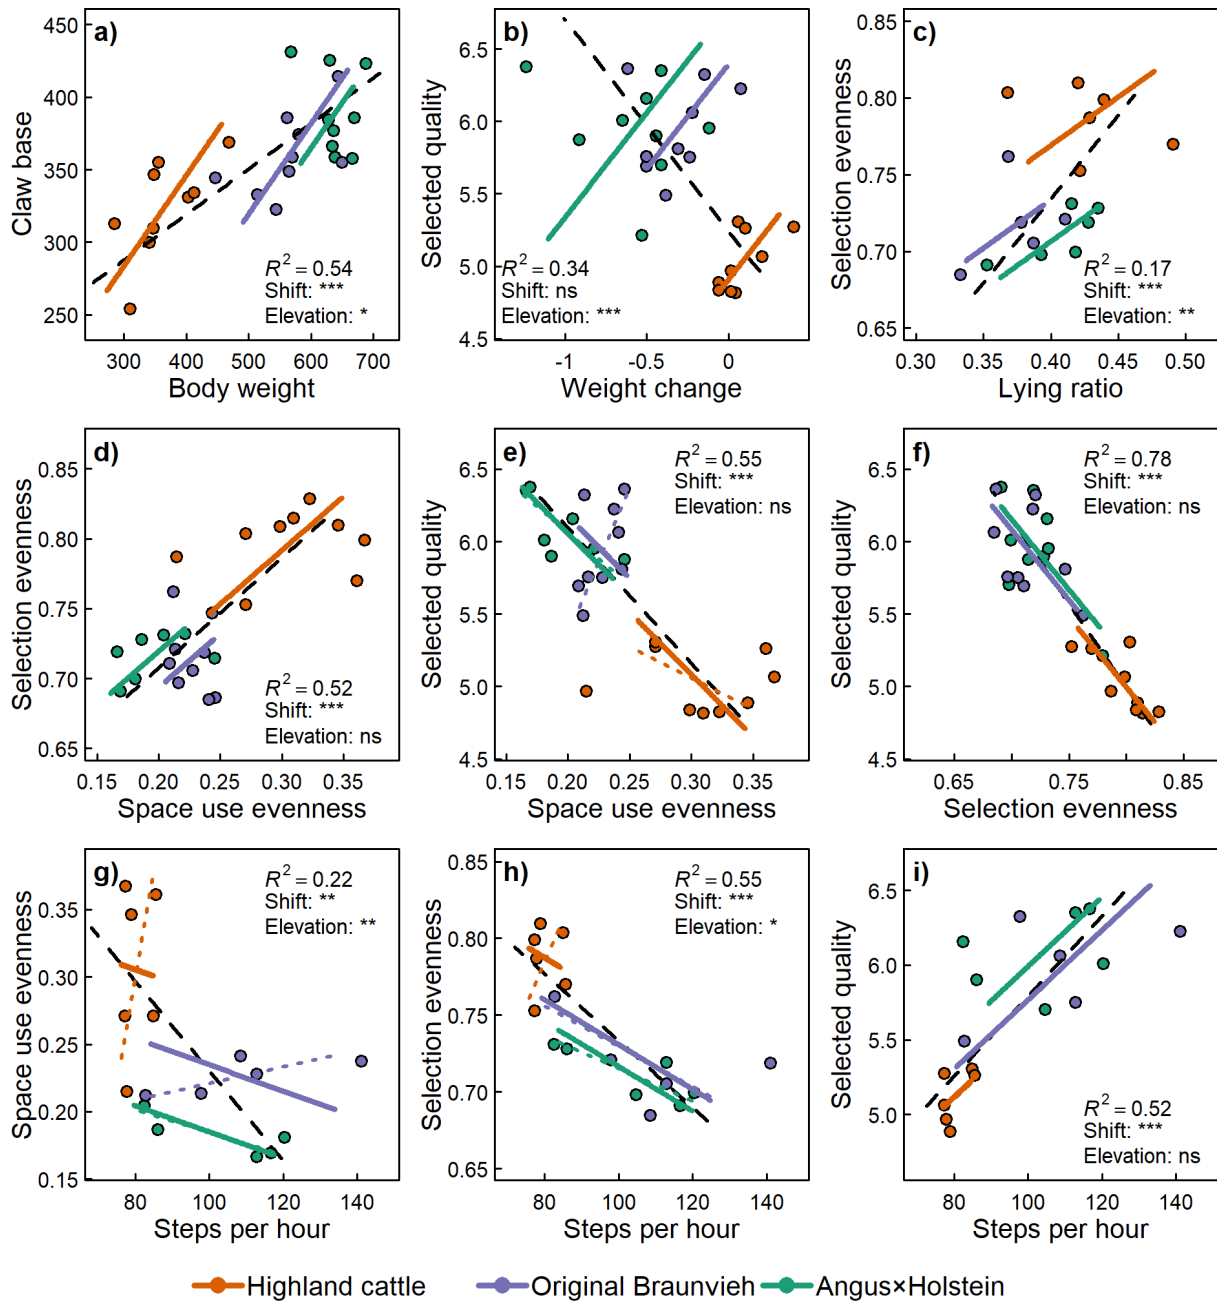 a)
450
400
350
300
250
Claw base
R² = 0.54
Shift: ***
Elevation: *
300 400 500 600 700
Body weight
b)
6.5
6.0
5.5
5.0
4.5
Selected quality
R² = 0.34
Shift: ns
Elevation: ***
-1 -0.5 0
Weight change
c)
0.85
0.80
0.75
0.70
0.65
Selection evenness
R² = 0.17
Shift: ***
Elevation: **
0.30 0.35 0.40 0.45 0.50
Lying ratio
d)
0.85
0.80
0.75
0.70
0.65
Selection evenness
R² = 0.52
Shift: ***
Elevation: ns
0.15 0.20 0.25 0.30 0.35
Space use evenness
e)
6.5
6.0
5.5
5.0
4.5
Selected quality
R² = 0.55
Shift: ***
Elevation: ns
0.15 0.20 0.25 0.30 0.35
Space use evenness
f)
6.5
6.0
5.5
5.0
4.5
Selected quality
R² = 0.78
Shift: ***
Elevation: ns
0.65 0.75 0.85
Selection evenness
g)
0.35
0.30
0.25
0.20
0.15
Space use evenness
R² = 0.22
Shift: **
Elevation: **
80 100 120 140
Steps per hour
h)
0.85
0.80
0.75
0.70
0.65
Selection evenness
R² = 0.55
Shift: ***
Elevation: *
80 100 120 140
Steps per hour
i)
6.5
6.0
5.5
5.0
Selected quality
R² = 0.52
Shift: ***
Elevation: ns
80 100 120 140
Steps per hour
Highland cattle Original Braunvieh Angus×Holstein